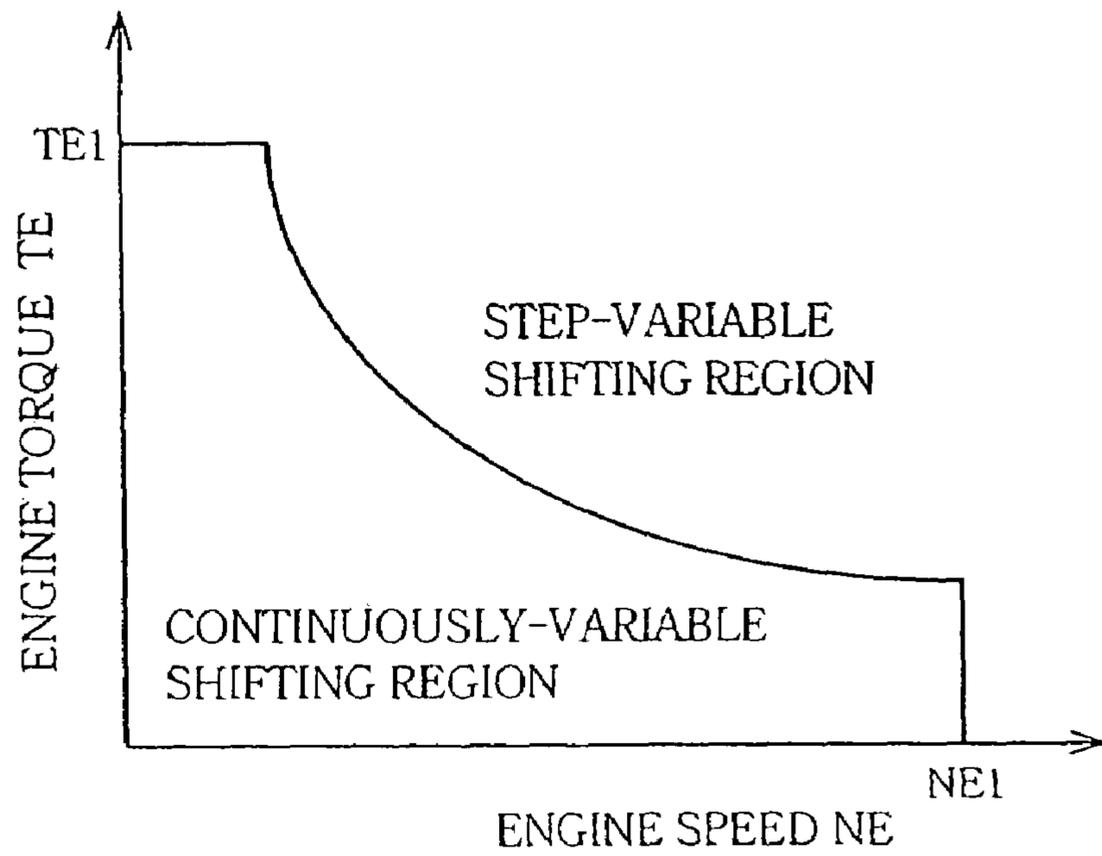 TE1
ENGINE TORQUE TE
STEP-VARIABLE
SHIFTING REGION
CONTINUOUSLY-VARIABLE
SHIFTING REGION
NE1
ENGINE SPEED NE